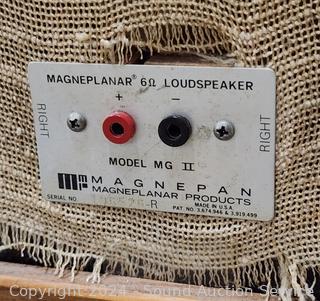 MAGNEPLANAR® 6Ω LOUDSPEAKER
+ −
RIGHT
RIGHT
MODEL MG II
MAGNEPAN
MAGNEPLANAR PRODUCTS
SERIAL NO
MADE IN U.S.A.
PAT. NO. 3,674,946 & 3,919,499
Copyright 2024 - Sound Auction Service